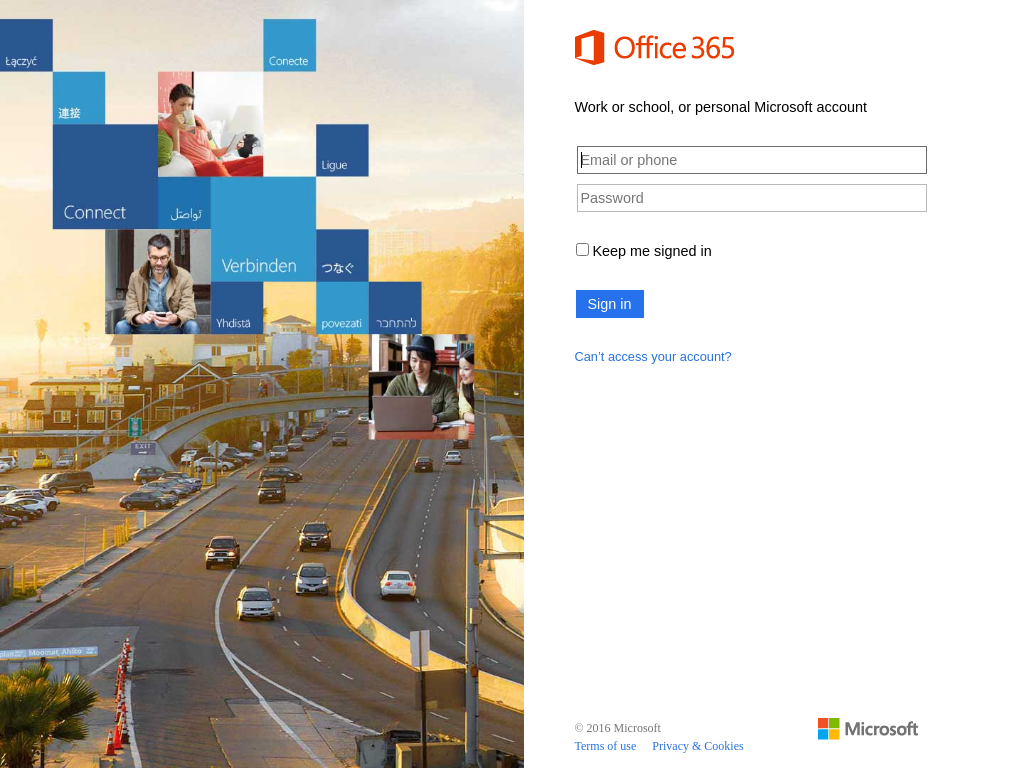 Łączyć
Conecte
連接
Ligue
Connect
تواصّل
Verbinden
つなぐ
Yhdistä
povezati
להתחבר
EXIT
Office 365
Work or school, or personal Microsoft account
Email or phone
Password
Keep me signed in
Sign in
Can’t access your account?
© 2016 Microsoft
Terms of use Privacy & Cookies
Microsoft